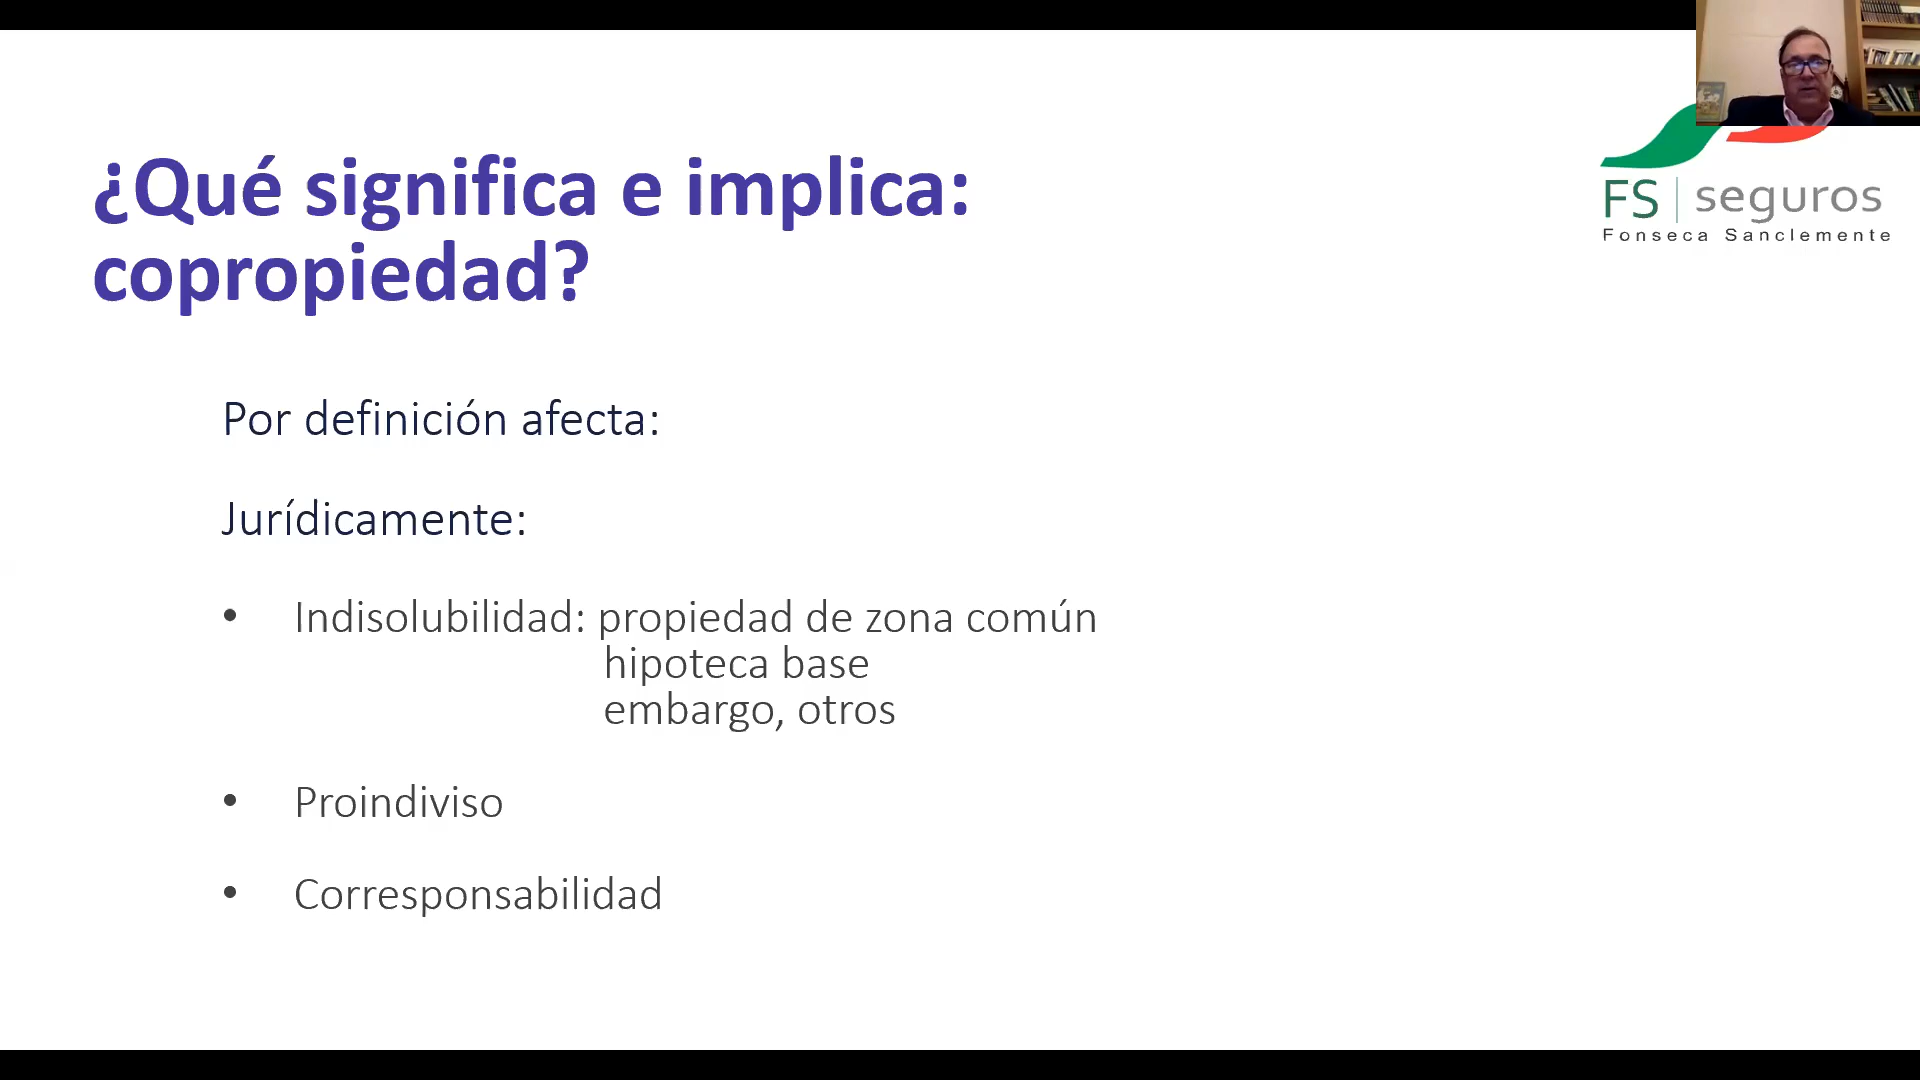 ¿Qué significa e implica:
copropiedad?
FS | seguros
Fonseca Sanclemente
Por definición afecta:
Jurídicamente:
• Indisolubilidad: propiedad de zona común
hipoteca base
embargo, otros
• Proindiviso
• Corresponsabilidad